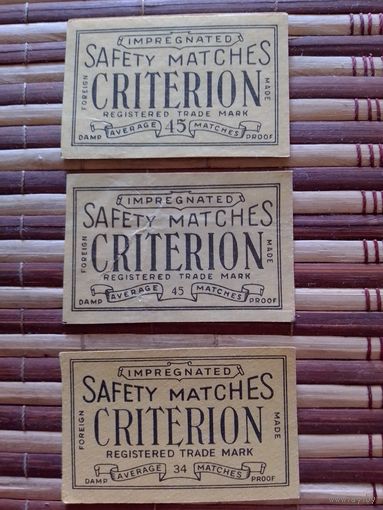 IMPREGNATED
SAFETY MATCHES
FOREIGN CRITERION MADE
REGISTERED TRADE MARK
DAMP AVERAGE 45 MATCHES PROOF
IMPREGNATED
SAFETY MATCHES
FOREIGN CRITERION MADE
REGISTERED TRADE MARK
DAMP AVERAGE 45 MATCHES PROOF
IMPREGNATED
SAFETY MATCHES
FOREIGN CRITERION MADE
REGISTERED TRADE MARK
DAMP AVERAGE 34 MATCHES PROOF